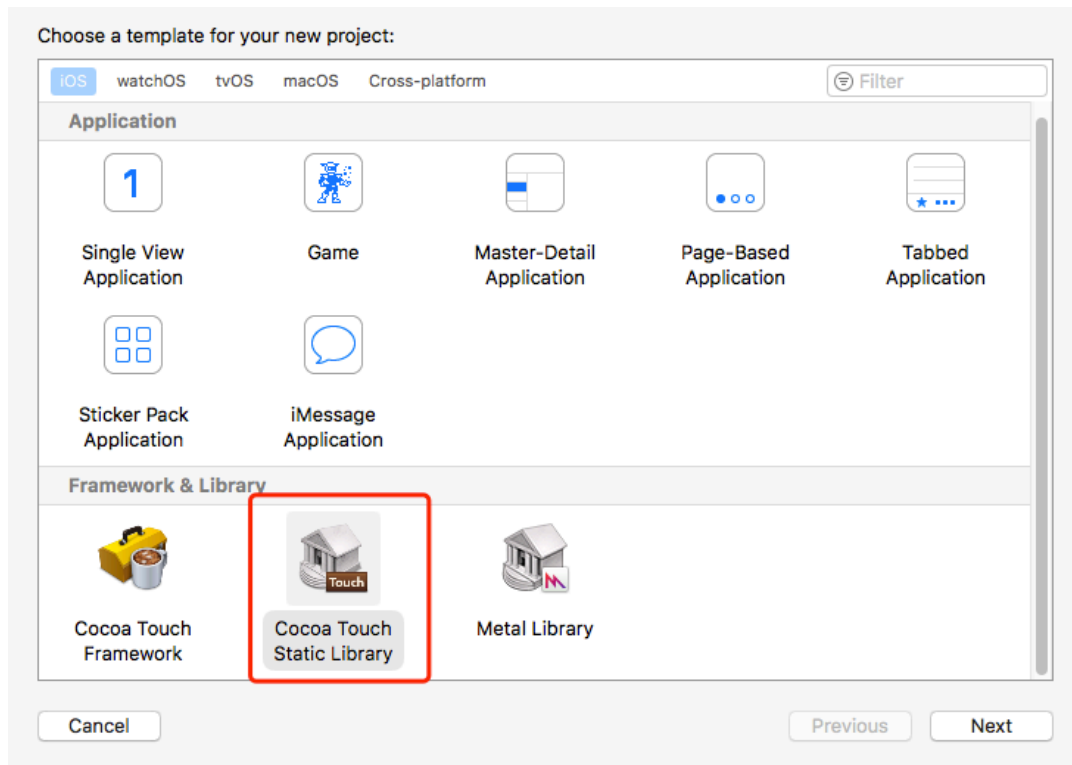 Choose a template for your new project:
iOS watchOS tvOS macOS Cross-platform Filter
Application
1
Single View Application
Game
Master-Detail Application
Page-Based Application
Tabbed Application
Sticker Pack Application
iMessage Application
Framework & Library
Touch
Cocoa Touch Framework
Cocoa Touch Static Library
Metal Library
Cancel Previous Next